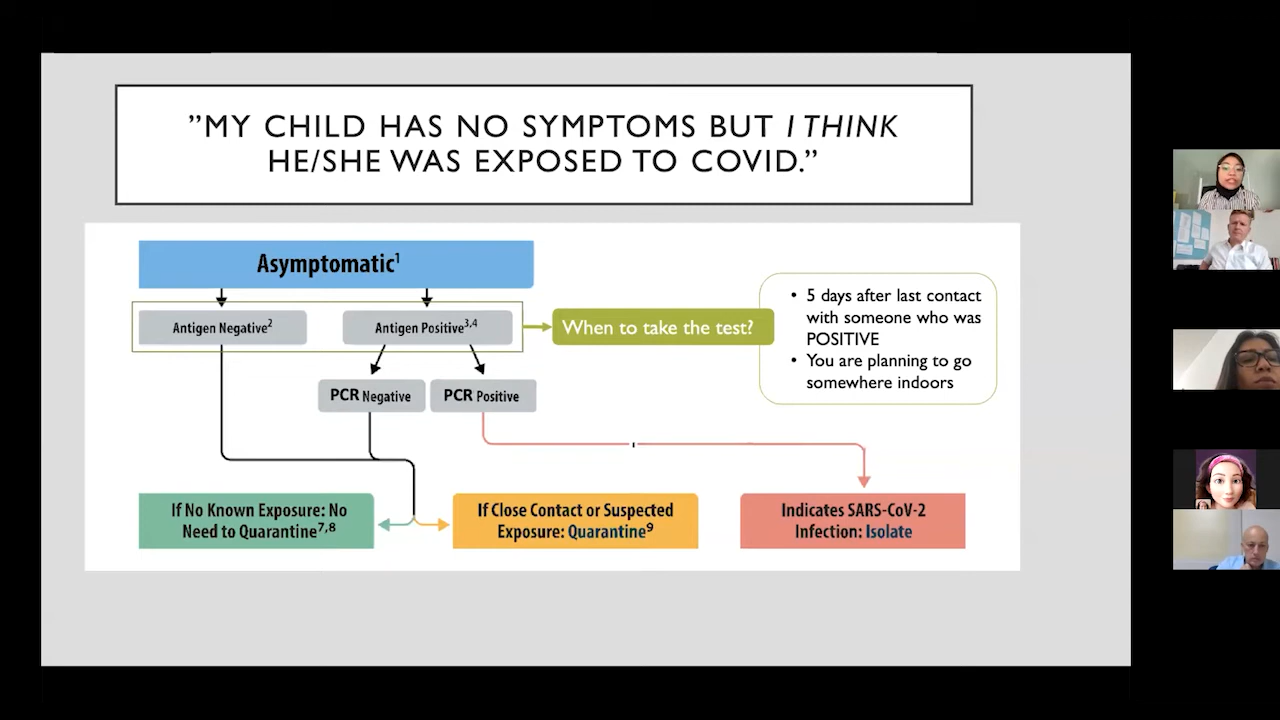 ”MY CHILD HAS NO SYMPTOMS BUT I THINK
HE/SHE WAS EXPOSED TO COVID.”
Asymptomatic1
Antigen Negative2
Antigen Positive3,4
When to take the test?
• 5 days after last contact
with someone who was
POSITIVE
• You are planning to go
somewhere indoors
PCR Negative
PCR Positive
If No Known Exposure: No
Need to Quarantine7,8
If Close Contact or Suspected
Exposure: Quarantine9
Indicates SARS-CoV-2
Infection: Isolate